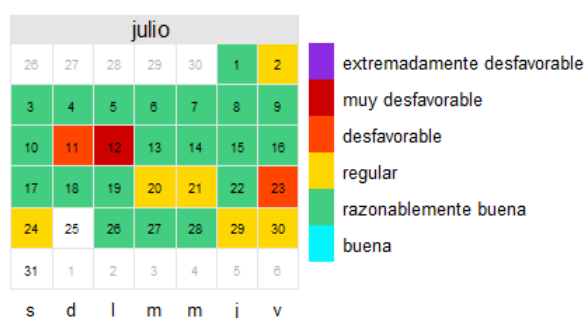 julio
26 27 28 29 30 1 2
3 4 5 6 7 8 9
10 11 12 13 14 15 16
17 18 19 20 21 22 23
24 25 26 27 28 29 30
31 1 2 3 4 5 6
s d l m m j v
extremadamente desfavorable
muy desfavorable
desfavorable
regular
razonablemente buena
buena